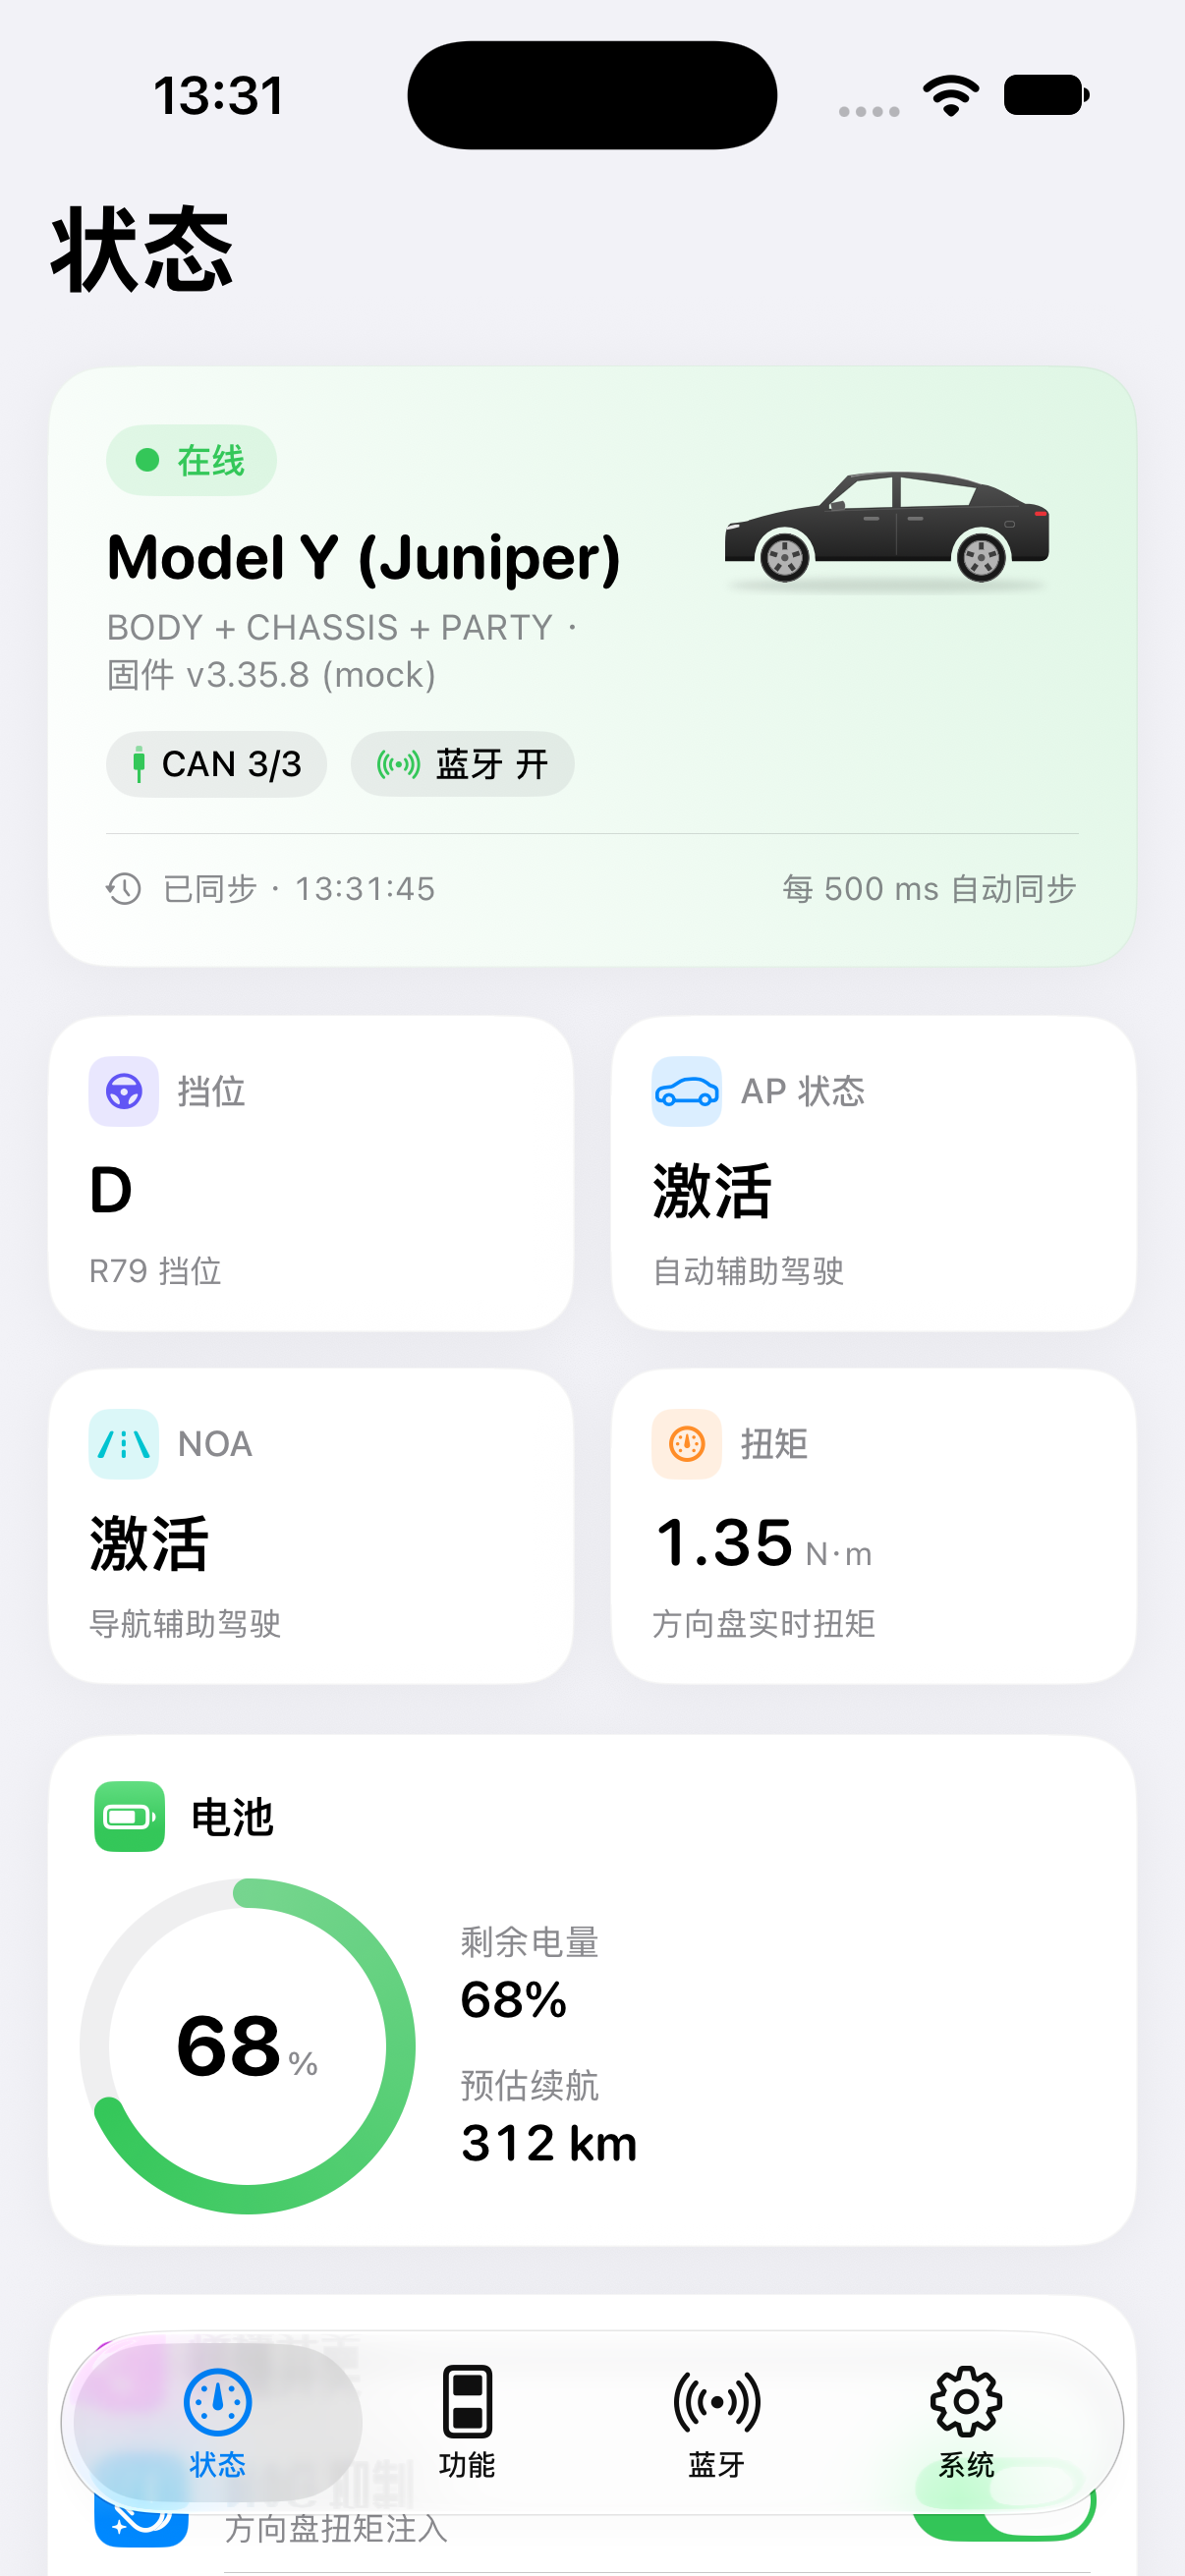 13:31
状态
在线
Model Y (Juniper)
BODY + CHASSIS + PARTY ·
固件 v3.35.8 (mock)
CAN 3/3
蓝牙 开
已同步 · 13:31:45
每 500 ms 自动同步
挡位
D
R79 挡位
AP 状态
激活
自动辅助驾驶
NOA
激活
导航辅助驾驶
扭矩
1.35 N·m
方向盘实时扭矩
电池
68%
剩余电量
68%
预估续航
312 km
状态
功能
蓝牙
系统
方向盘扭矩注入